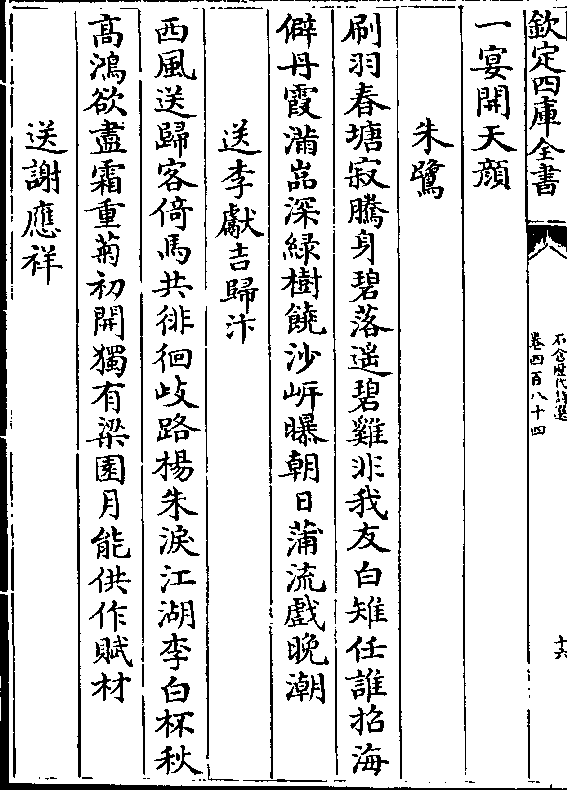 欽定四庫全書
石倉歷代詩選
卷四百八十四
十六
一宴開天顔
朱鷺
刷羽春塘寂騰身碧落遥碧雞非我友白雉任誰招海
僻丹霞滿嵓深緑樹饒沙岍曝朝日蒲流戲晚潮
送李獻吉歸汴
西風送歸客倚馬共徘徊岐路楊朱淚江湖李白杯秋
髙鴻欲盡霜重菊初開獨有梁園月能供作賦材
送謝應祥